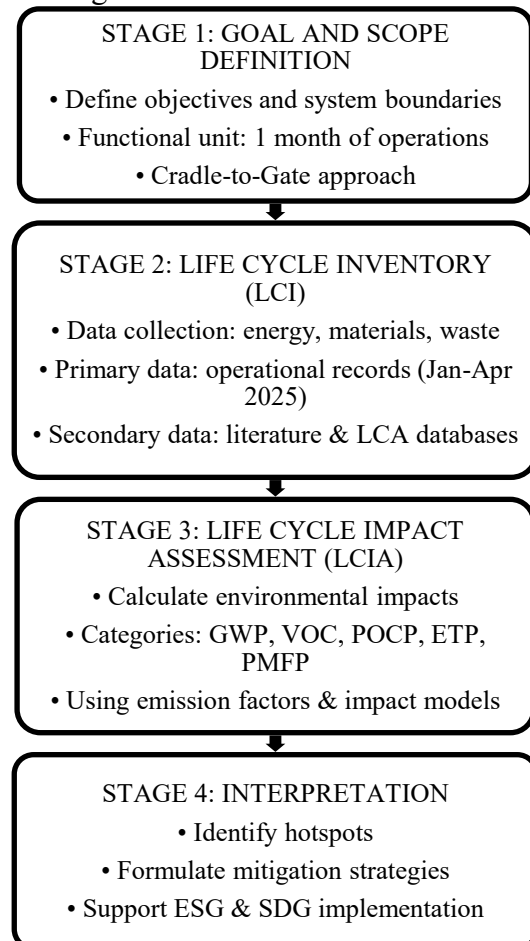 STAGE 1: GOAL AND SCOPE
DEFINITION
• Define objectives and system boundaries
• Functional unit: 1 month of operations
• Cradle-to-Gate approach
STAGE 2: LIFE CYCLE INVENTORY
(LCI)
• Data collection: energy, materials, waste
• Primary data: operational records (Jan-Apr
2025)
• Secondary data: literature & LCA databases
STAGE 3: LIFE CYCLE IMPACT
ASSESSMENT (LCIA)
• Calculate environmental impacts
• Categories: GWP, VOC, POCP, ETP,
PMFP
• Using emission factors & impact models
STAGE 4: INTERPRETATION
• Identify hotspots
• Formulate mitigation strategies
• Support ESG & SDG implementation